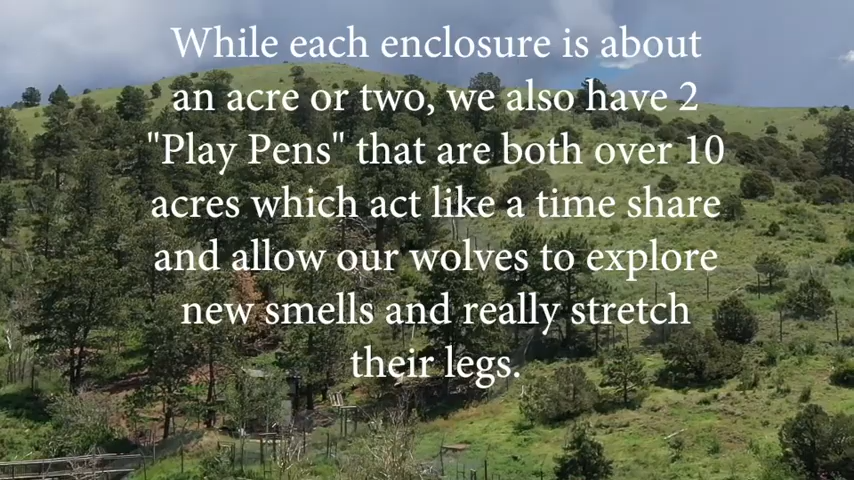 While each enclosure is about
an acre or two, we also have 2
"Play Pens" that are both over 10
acres which act like a time share
and allow our wolves to explore
new smells and really stretch
their legs.